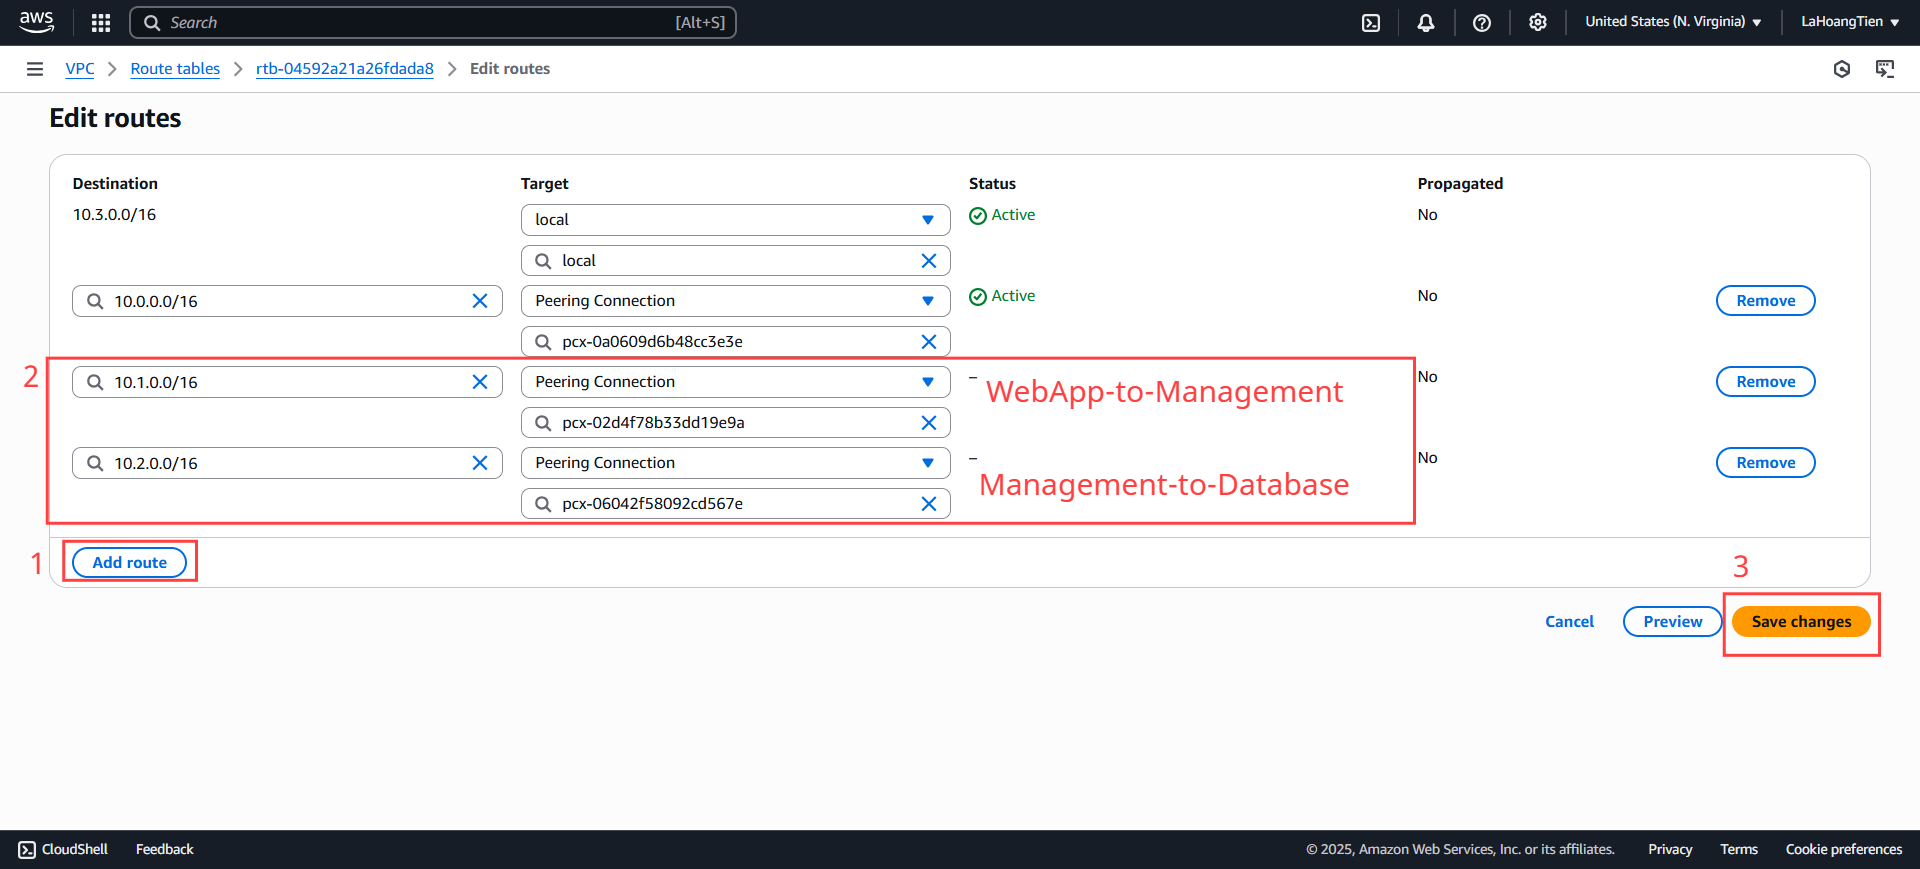 aws Search [Alt+S] United States (N. Virginia) LaHoangTien
VPC Route tables rtb-04592a21a26fdada8 Edit routes
Edit routes
Destination Target Status Propagated
10.3.0.0/16 local Active No
local
10.0.0.0/16 Peering Connection Active No Remove
pcx-0a0609d6b48cc3e3e
2 10.1.0.0/16 Peering Connection – WebApp-to-Management No Remove
pcx-02d4f78b33dd19e9a
10.2.0.0/16 Peering Connection – No Remove
Management-to-Database
pcx-06042f58092cd567e
1 Add route 3
Cancel Preview Save changes
CloudShell Feedback © 2025, Amazon Web Services, Inc. or its affiliates. Privacy Terms Cookie preferences